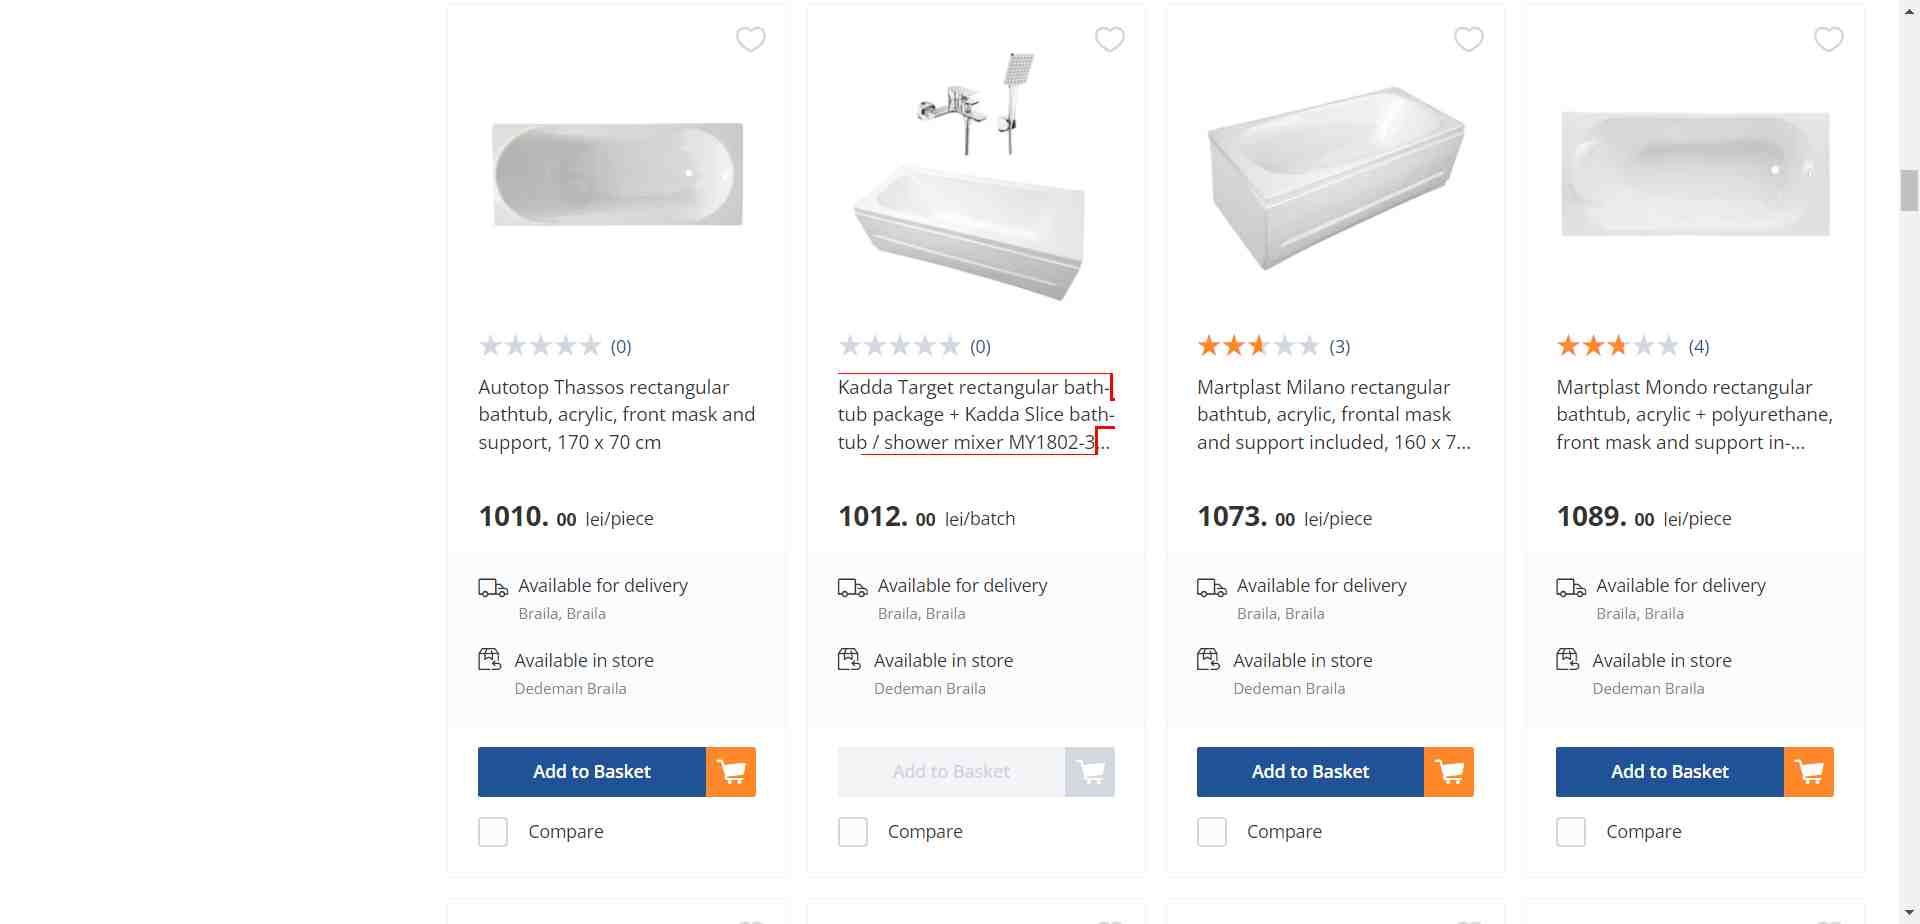 (0)
Autotop Thassos rectangular
bathtub, acrylic, front mask and
support, 170 x 70 cm
1010. 00 lei/piece
Available for delivery
Braila, Braila
Available in store
Dedeman Braila
Add to Basket
Compare
(0)
Kadda Target rectangular bath-
tub package + Kadda Slice bath-
tub / shower mixer MY1802-3...
1012. 00 lei/batch
Available for delivery
Braila, Braila
Available in store
Dedeman Braila
Add to Basket
Compare
(3)
Martplast Milano rectangular
bathtub, acrylic, frontal mask
and support included, 160 x 7...
1073. 00 lei/piece
Available for delivery
Braila, Braila
Available in store
Dedeman Braila
Add to Basket
Compare
(4)
Martplast Mondo rectangular
bathtub, acrylic + polyurethane,
front mask and support in-...
1089. 00 lei/piece
Available for delivery
Braila, Braila
Available in store
Dedeman Braila
Add to Basket
Compare